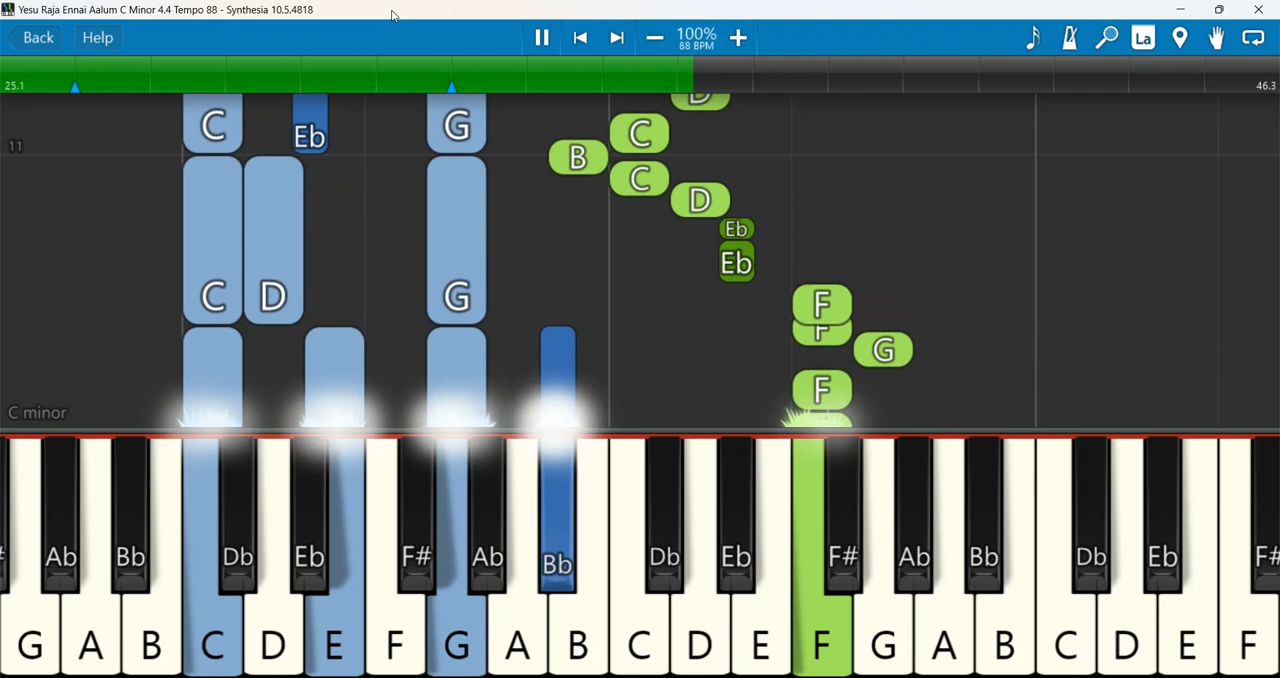 Yesu Raja Ennai Aalum C Minor 4.4 Tempo 88 - Synthesia 10.5.4818
Back Help 100% La
88 BPM
25.1 46.3
D
C Eb G C
11 B
C
D
Eb
Eb
C D G
F
F
G
F
C minor
Ab Bb Db Eb F# Ab Bb Db Eb F# Ab Bb Db Eb F#
G A B C D E F G A B C D E F G A B C D E F